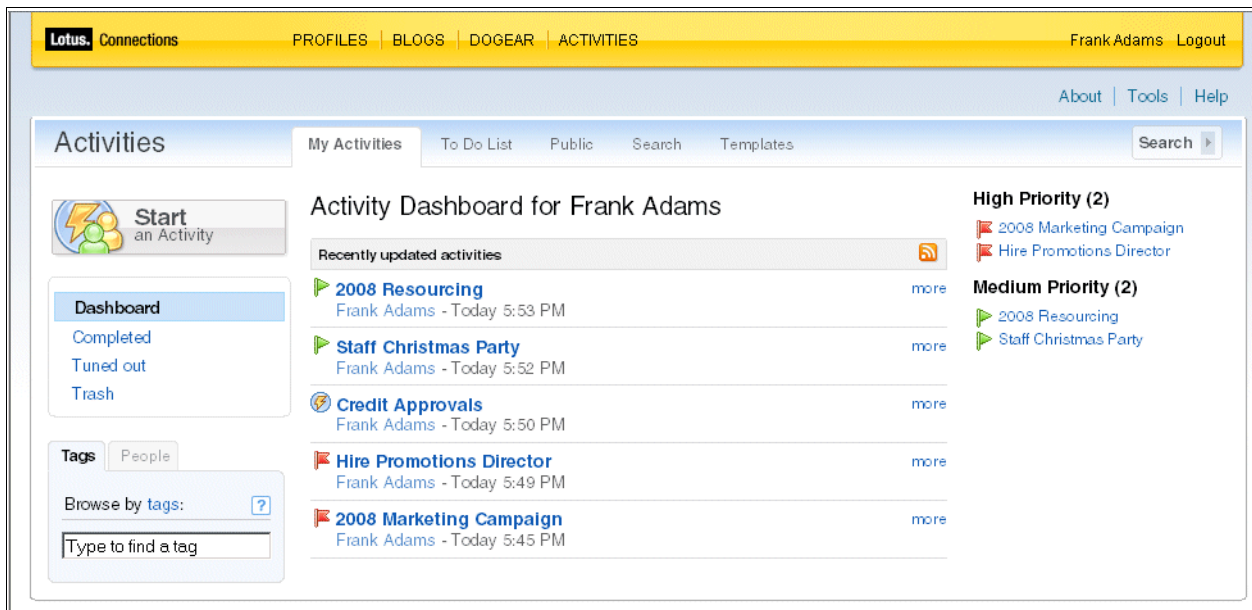 Lotus. Connections PROFILES | BLOGS | DOGEAR | ACTIVITIES Frank Adams Logout
About | Tools | Help
Activities My Activities To Do List Public Search Templates Search
Start
an Activity
Dashboard
Completed
Tuned out
Trash
Tags People
Browse by tags: ?
Type to find a tag
Activity Dashboard for Frank Adams
Recently updated activities
2008 Resourcing more
Frank Adams - Today 5:53 PM
Staff Christmas Party more
Frank Adams - Today 5:52 PM
Credit Approvals more
Frank Adams - Today 5:50 PM
Hire Promotions Director more
Frank Adams - Today 5:49 PM
2008 Marketing Campaign more
Frank Adams - Today 5:45 PM
High Priority (2)
2008 Marketing Campaign
Hire Promotions Director
Medium Priority (2)
2008 Resourcing
Staff Christmas Party